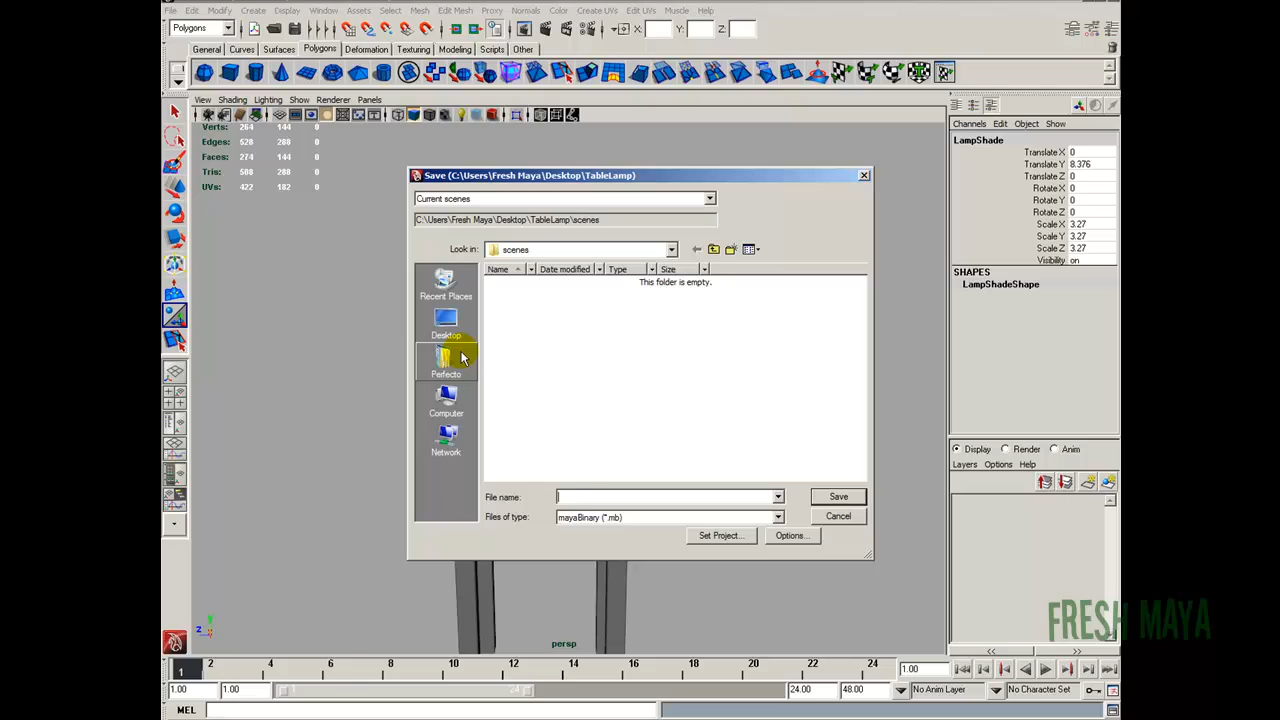 File Edit Modify Create Display Window Assets Select Mesh Edit Mesh Proxy Normals Color Create UVs Edit UVs Muscle Help
Polygons X: Y: Z:
General Curves Surfaces Polygons Deformation Texturing Modeling Scripts Other
View Shading Lighting Show Renderer Panels
Verts: 264 144 0
Edges: 528 288 0
Faces: 274 144 0
Tris: 508 288 0
UVs: 422 182 0
Save (C:\Users\Fresh Maya\Desktop\TableLamp)
Current scenes
C:\Users\Fresh Maya\Desktop\TableLamp\scenes
Look in: scenes
Name Date modified Type Size
This folder is empty.
Recent Places
Desktop
Perfecto
Computer
Network
File name: Save
Files of type: mayaBinary (*.mb) Cancel
Set Project... Options...
Channels Edit Object Show
LampShade
Translate X 0
Translate Y 8.376
Translate Z 0
Rotate X 0
Rotate Y 0
Rotate Z 0
Scale X 3.27
Scale Y 3.27
Scale Z 3.27
Visibility on
SHAPES
LampShadeShape
Display Render Anim
Layers Options Help
FRESH MAYA
Z
persp
1 2 4 6 8 10 12 14 16 18 20 22 24 1.00
1.00 1.00 24 24.00 48.00 No Anim Layer No Character Set
MEL